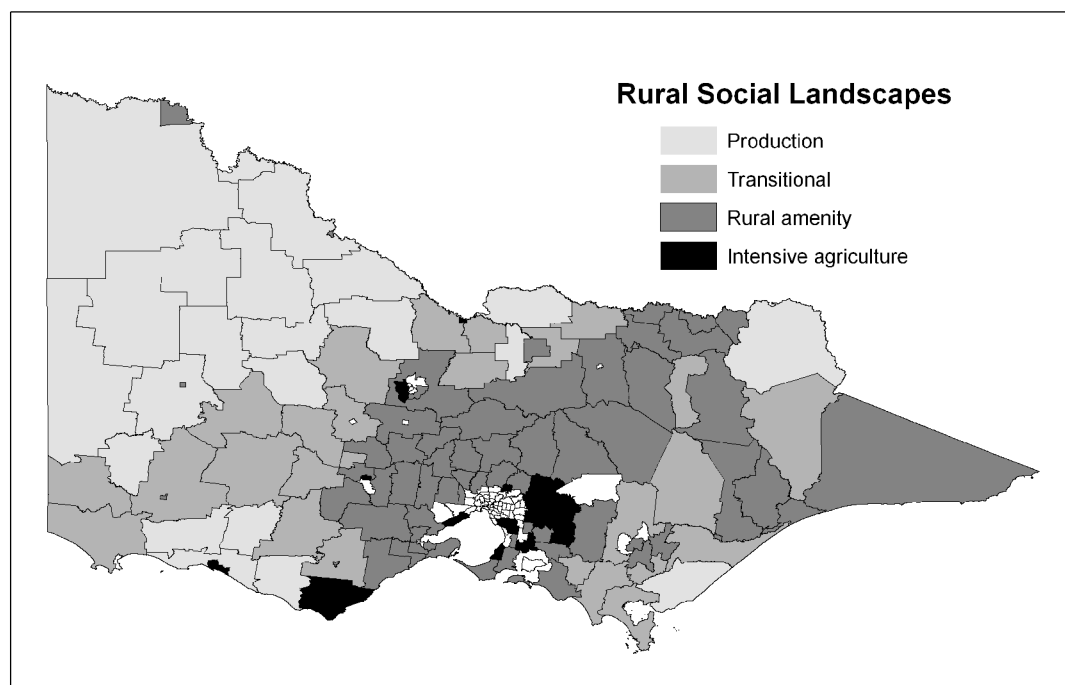 Rural Social Landscapes
Production
Transitional
Rural amenity
Intensive agriculture